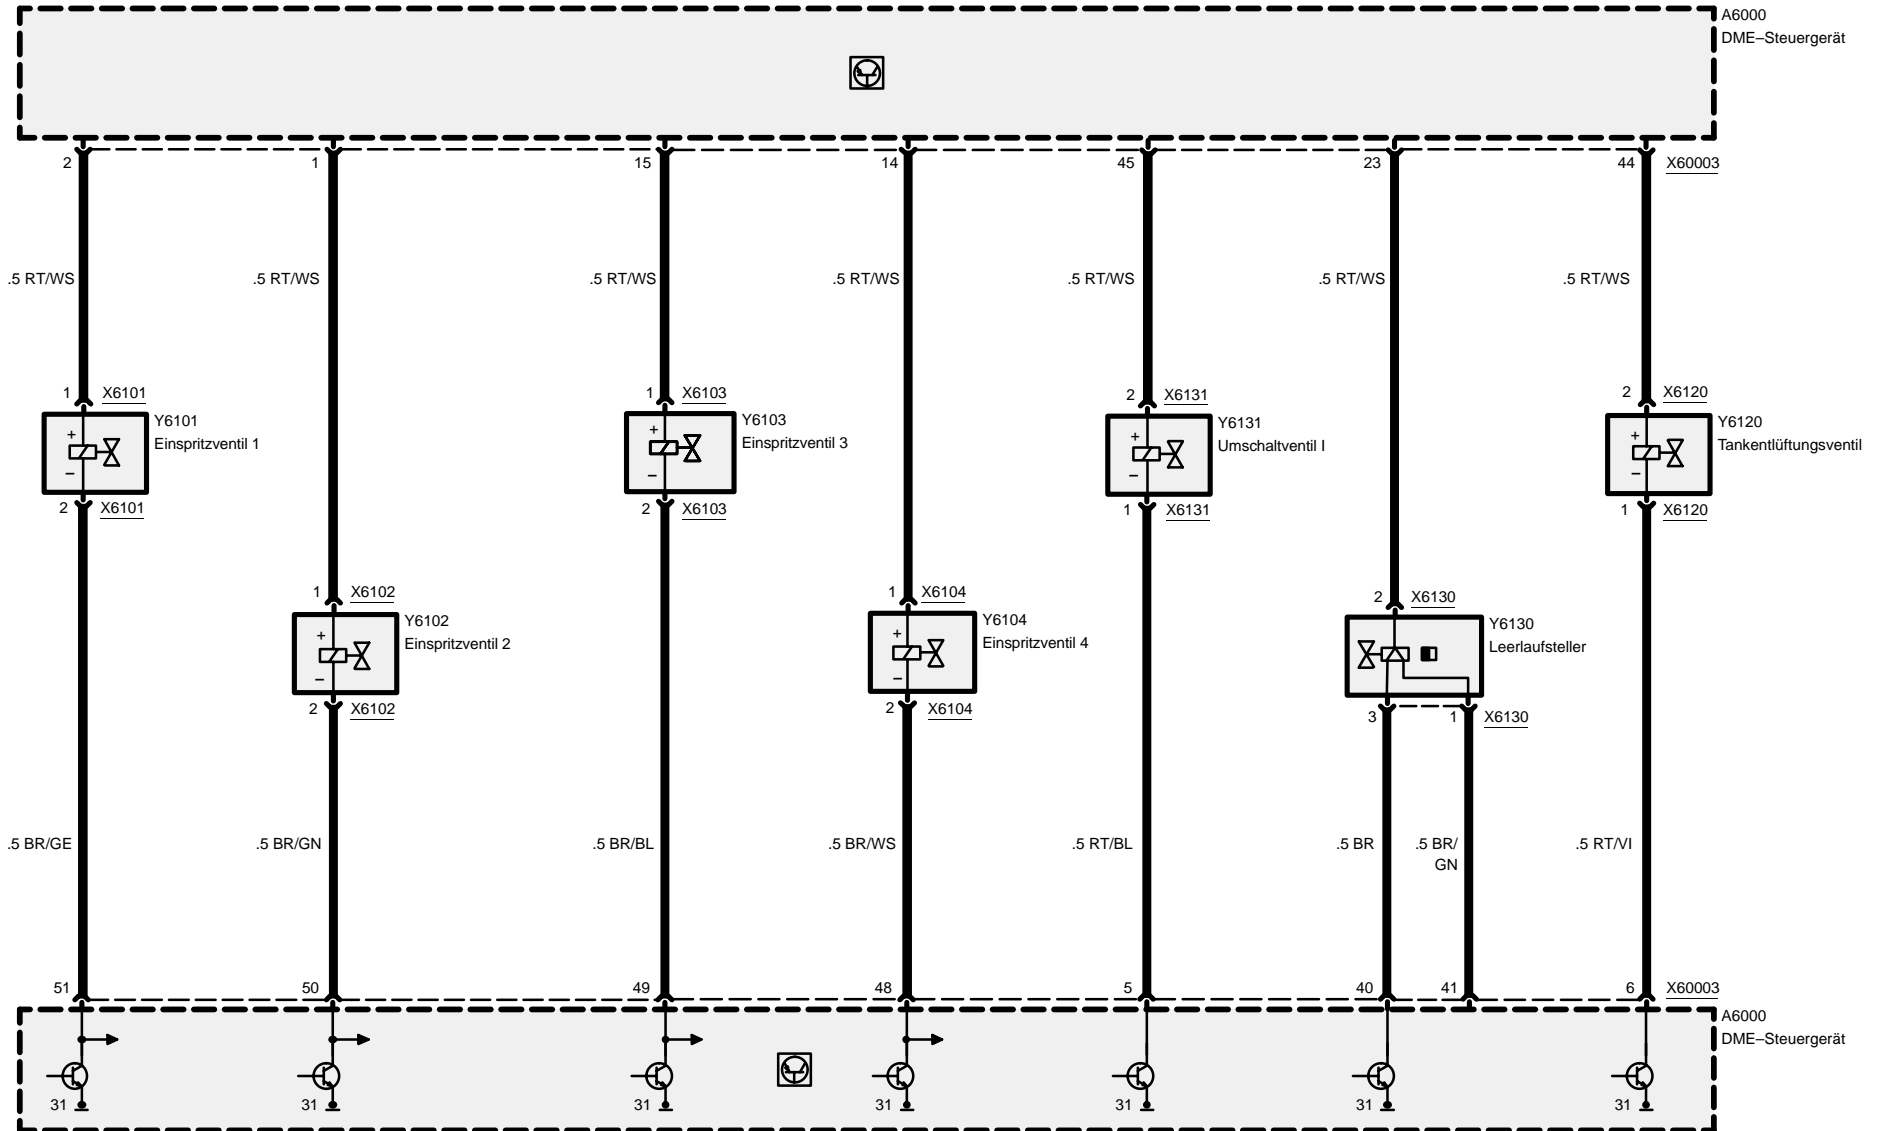 A6000
DME–Steuergerät
2 1 15 14 45 23 44 X60003
.5 RT/WS .5 RT/WS .5 RT/WS .5 RT/WS .5 RT/WS .5 RT/WS .5 RT/WS
1 X6101 1 X6103 2 X6131 2 X6120
Y6101 Y6103 Y6131 Y6120
Einspritzventil 1 Einspritzventil 3 Umschaltventil I Tankentlüftungsventil
+ + + +
− − − −
2 X6101 2 X6103 1 X6131 1 X6120
1 X6102 1 X6104 2 X6130
Y6102 Y6104 Y6130
Einspritzventil 2 Einspritzventil 4 Leerlaufsteller
+ +
− −
2 X6102 2 X6104 3 1 X6130
.5 BR/GE .5 BR/GN .5 BR/BL .5 BR/WS .5 RT/BL .5 BR .5 BR/ .5 RT/VI
GN
51 50 49 48 5 40 41 6 X60003
A6000
DME–Steuergerät
31 31 31 31 31 31 31